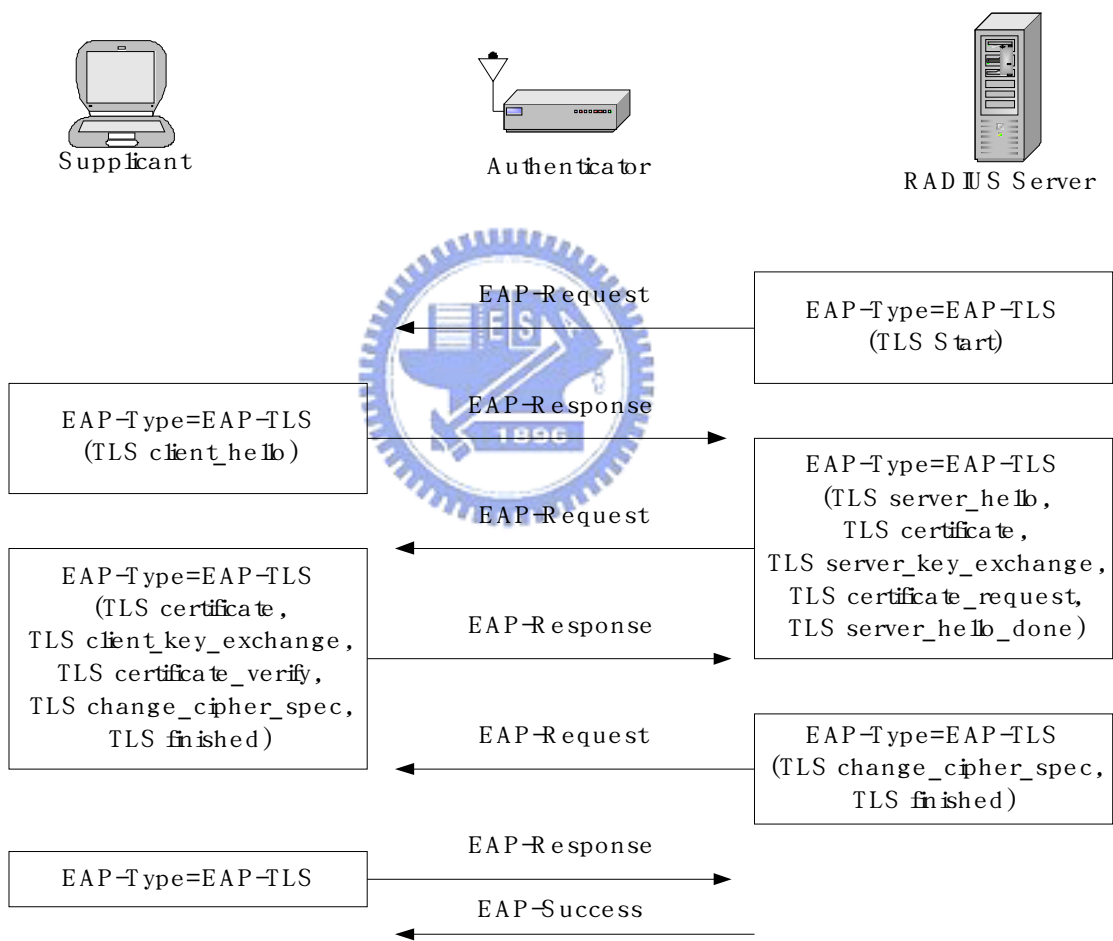 Supplicant
Authenticator
RADIUS Server
EAP-Request
EAP-Type=EAP-TLS
(TLS Start)
ESA
1896
EAP-Type=EAP-TLS
(TLS client_hello)
EAP-Response
EAP-Type=EAP-TLS
(TLS server_hello,
TLS certificate,
TLS server_key_exchange,
TLS certificate_request,
TLS server_hello_done)
EAP-Request
EAP-Type=EAP-TLS
(TLS certificate,
TLS client_key_exchange,
TLS certificate_verify,
TLS change_cipher_spec,
TLS finished)
EAP-Response
EAP-Request
EAP-Type=EAP-TLS
(TLS change_cipher_spec,
TLS finished)
EAP-Response
EAP-Type=EAP-TLS
EAP-Success